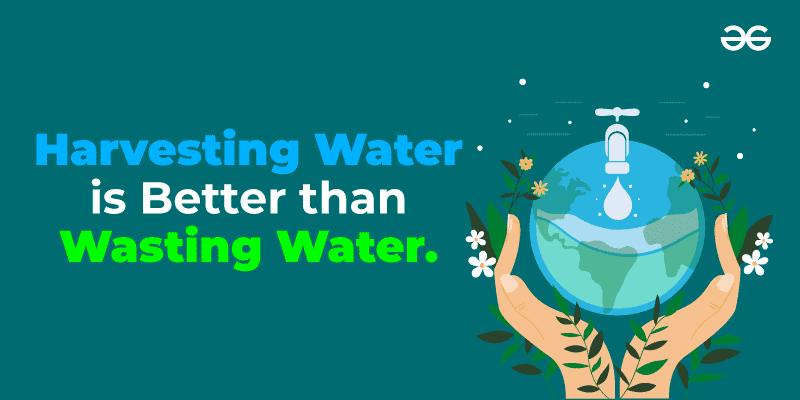 Harvesting Water
is Better than
Wasting Water.